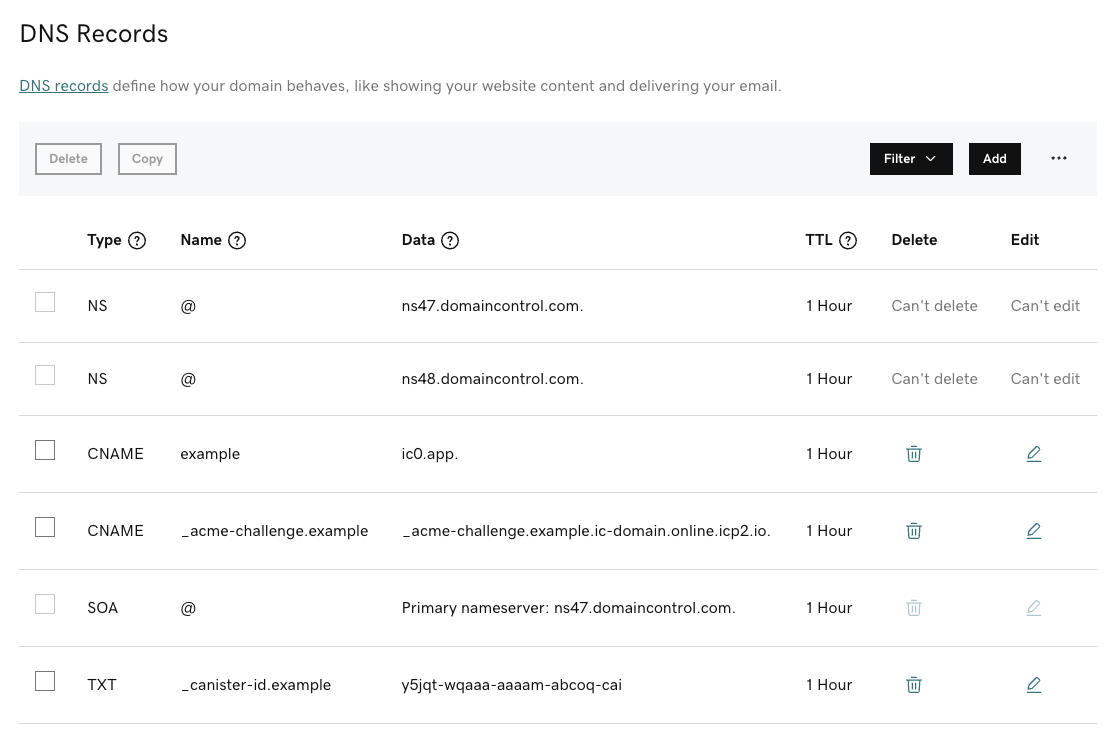 DNS Records
DNS records define how your domain behaves, like showing your website content and delivering your email.
Delete Copy Filter Add ...
Type ? Name ? Data ? TTL ? Delete Edit
NS @ ns47.domaincontrol.com. 1 Hour Can't delete Can't edit
NS @ ns48.domaincontrol.com. 1 Hour Can't delete Can't edit
CNAME example ic0.app. 1 Hour
CNAME _acme-challenge.example _acme-challenge.example.ic-domain.online.icp2.io. 1 Hour
SOA @ Primary nameserver: ns47.domaincontrol.com. 1 Hour
TXT _canister-id.example y5jqt-wqaaa-aaaam-abcoq-cai 1 Hour